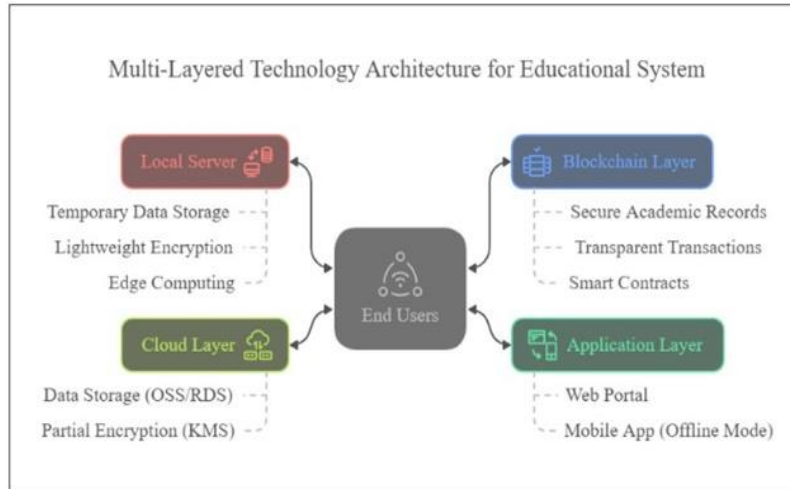 Multi-Layered Technology Architecture for Educational System
Local Server
Temporary Data Storage
Lightweight Encryption
Edge Computing
Blockchain Layer
Secure Academic Records
Transparent Transactions
Smart Contracts
End Users
Cloud Layer
Data Storage (OSS/RDS)
Partial Encryption (KMS)
Application Layer
Web Portal
Mobile App (Offline Mode)